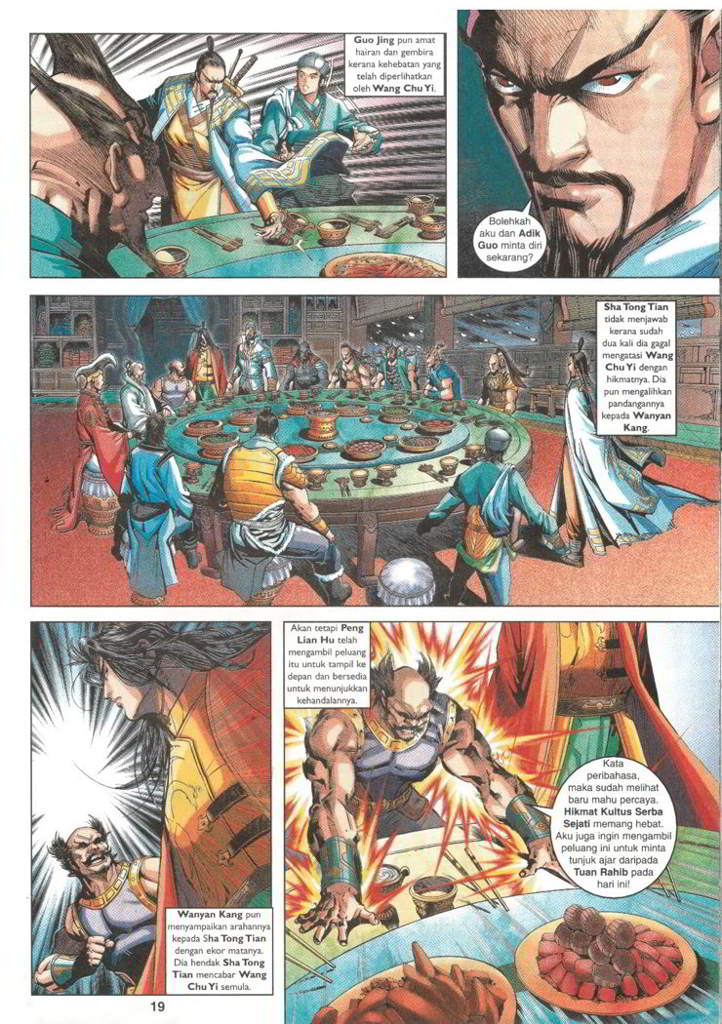 Guo Jing pun amat
hairan dan gembira
kerana kehebatan yang
telah diperlihatkan
oleh Wang Chu Yi.
Bolehkah
aku dan Adik
Guo minta diri
sekarang?
Sha Tong Tian
tidak menjawab
kerana sudah
dua kali dia gagal
mengatasi Wang
Chu Yi dengan
hikmatnya. Dia
pun mengalihkan
pandangannya
kepada Wanyan
Kang.
Wanyan Kang pun
menyampaikan arahannya
kepada Sha Tong Tian
dengan ekor matanya.
Dia hendak Sha Tong
Tian mencabar Wang
Chu Yi semula.
Akan tetapi Peng
Lian Hu telah
mengambil peluang
itu untuk tampil ke
depan dan bersedia
untuk menunjukkan
kehandalannya.
Kata
peribahasa,
maka sudah melihat
baru mahu percaya.
Hikmat Kultus Serba
Sejati memang hebat.
Aku juga ingin mengambil
peluang ini untuk minta
tunjuk ajar daripada
Tuan Rahib pada
hari ini!
19